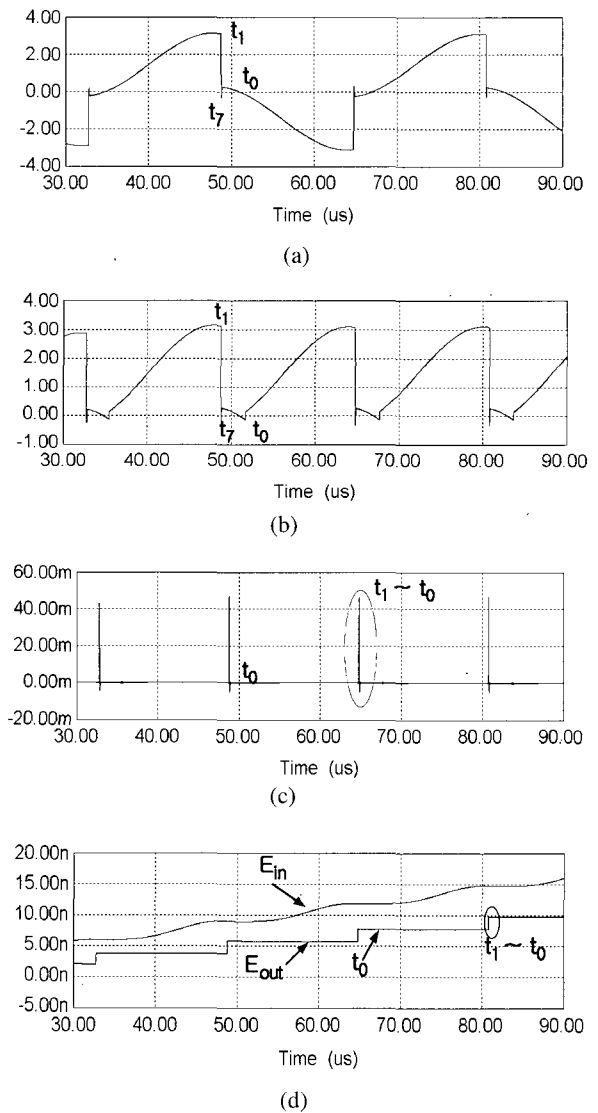 4.00
t1
2.00
t0
0.00
t7
-2.00
-4.00
30.00 40.00 50.00 60.00 70.00 80.00 90.00
Time (us)
(a)
4.00
t1
3.00
2.00
1.00
0.00
t7 t0
-1.00
30.00 40.00 50.00 60.00 70.00 80.00 90.00
Time (us)
(b)
60.00m
t1 ~ t0
40.00m
20.00m
t0
0.00m
-20.00m
30.00 40.00 50.00 60.00 70.00 80.00 90.00
Time (us)
(c)
20.00n
Ein
15.00n
10.00n
5.00n
Eout t0 t1 ~ t0
0.00n
-5.00n
30.00 40.00 50.00 60.00 70.00 80.00 90.00
Time (us)
(d)